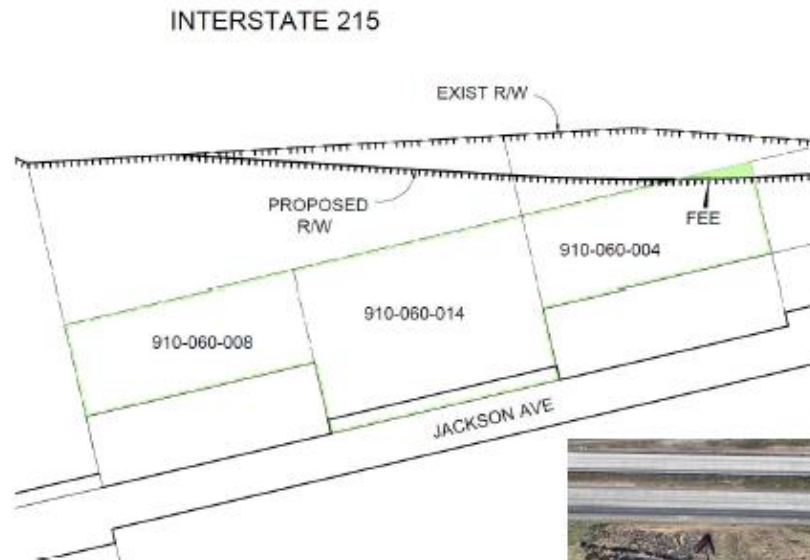 INTERSTATE 215
EXIST R/W
PROPOSED
R/W
FEE
910-060-004
910-060-014
910-060-008
JACKSON AVE